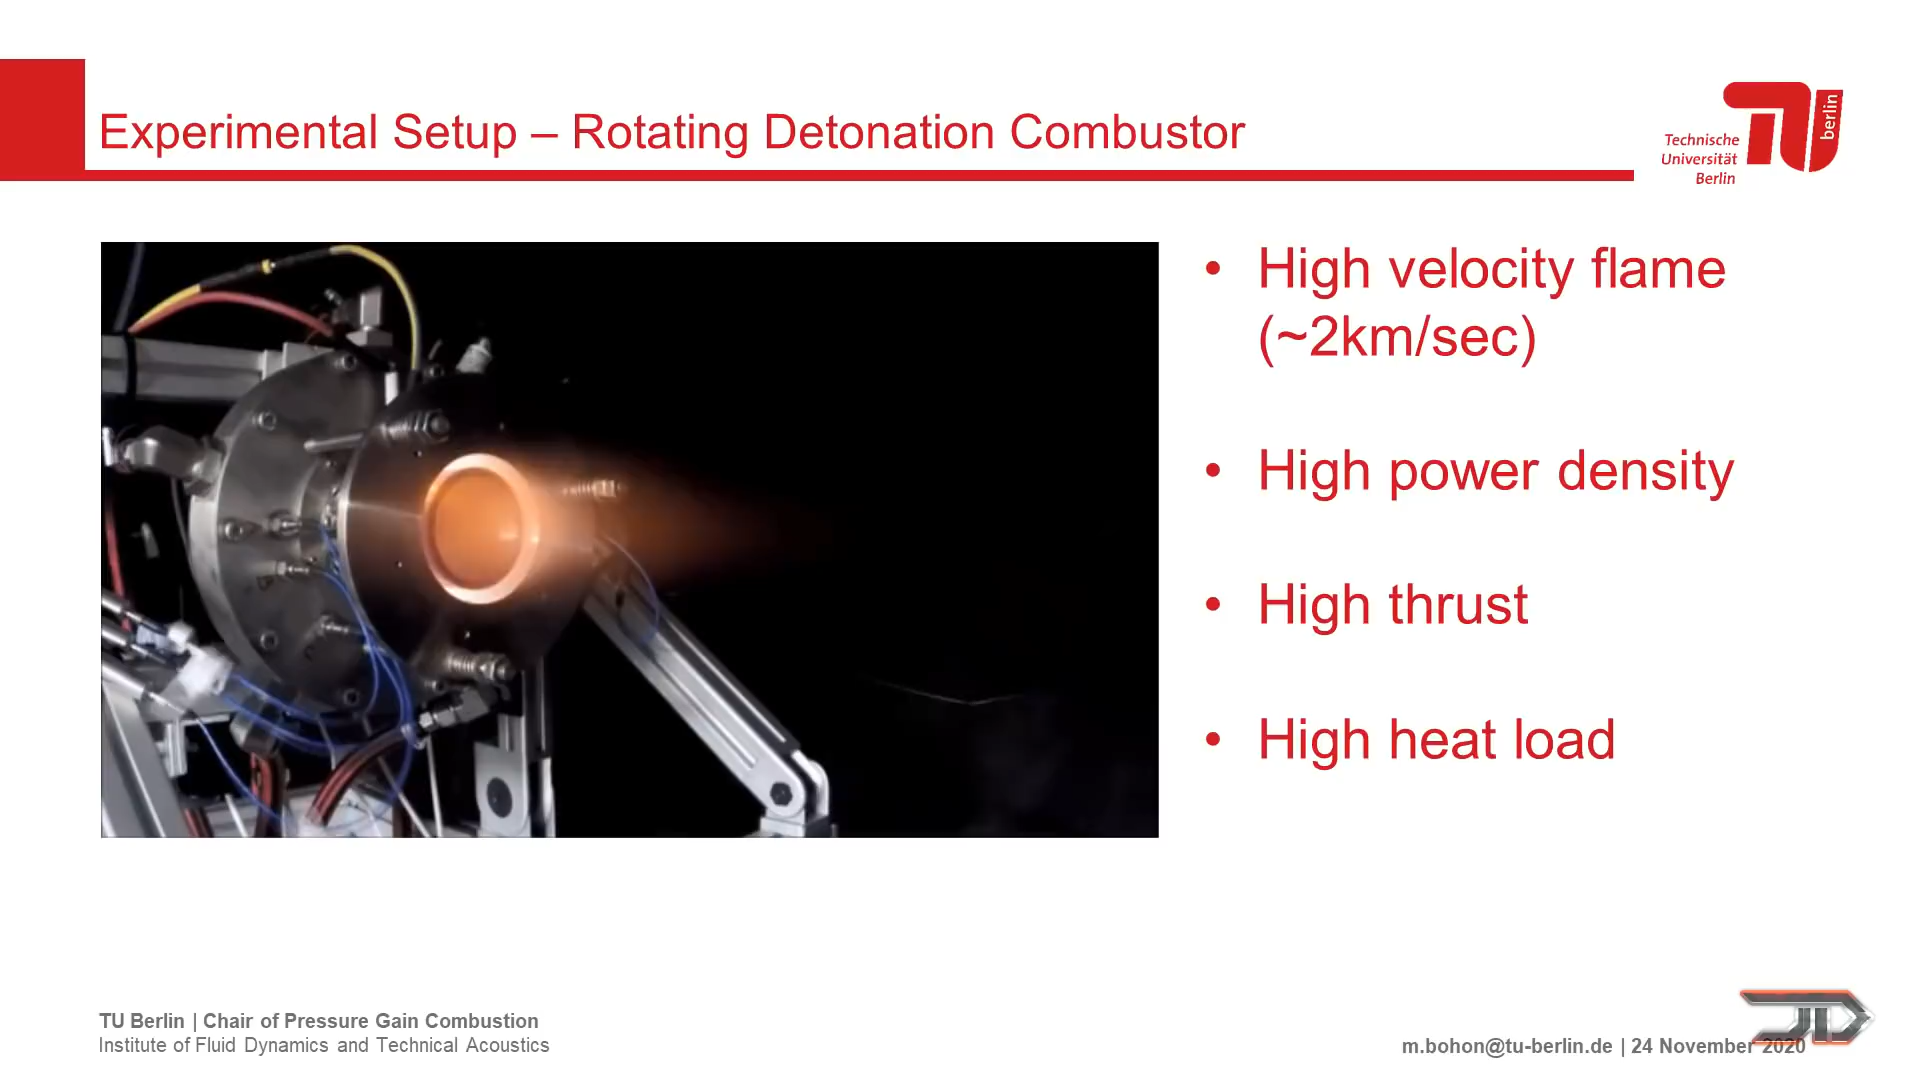 Experimental Setup – Rotating Detonation Combustor
Technische
Universität
Berlin
berlin
• High velocity flame
(~2km/sec)
• High power density
• High thrust
• High heat load
TU Berlin | Chair of Pressure Gain Combustion
Institute of Fluid Dynamics and Technical Acoustics
m.bohon@tu-berlin.de | 24 November 2020